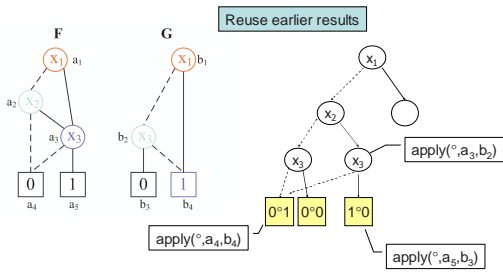 Reuse earlier results
F
G
x₁ a₁
x₁ b₁
x₁
a₂ x₂
x₂
a₃ x₃
b₂ x₃
x₃
x₃
apply(°,a₃,b₂)
0
1
0
1
0°1
0°0
1°0
a₄
a₅
b₃
b₄
apply(°,a₄,b₄)
apply(°,a₅,b₃)